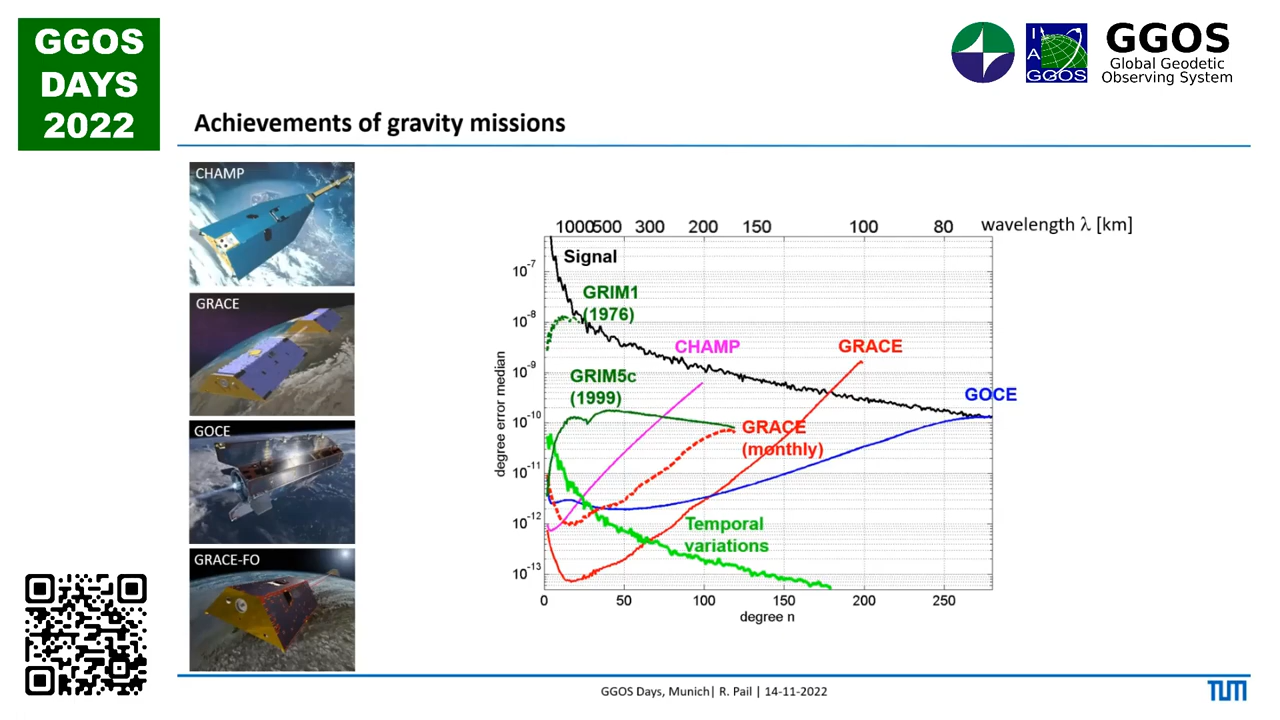 GGOS
DAYS
2022
I
A
GGOS
GGOS
Global Geodetic
Observing System
Achievements of gravity missions
CHAMP
GRACE
GOCE
GRACE-FO
1000 500 300 200 150 100 80 wavelength λ [km]
Signal
GRIM1
(1976)
CHAMP
GRACE
GRIM5c
(1999)
GOCE
GRACE
(monthly)
Temporal
variations
degree error median
10⁻⁷
10⁻⁸
10⁻⁹
10⁻¹⁰
10⁻¹¹
10⁻¹²
10⁻¹³
0 50 100 150 200 250
degree n
GGOS Days, Munich| R. Pail | 14-11-2022
TUM